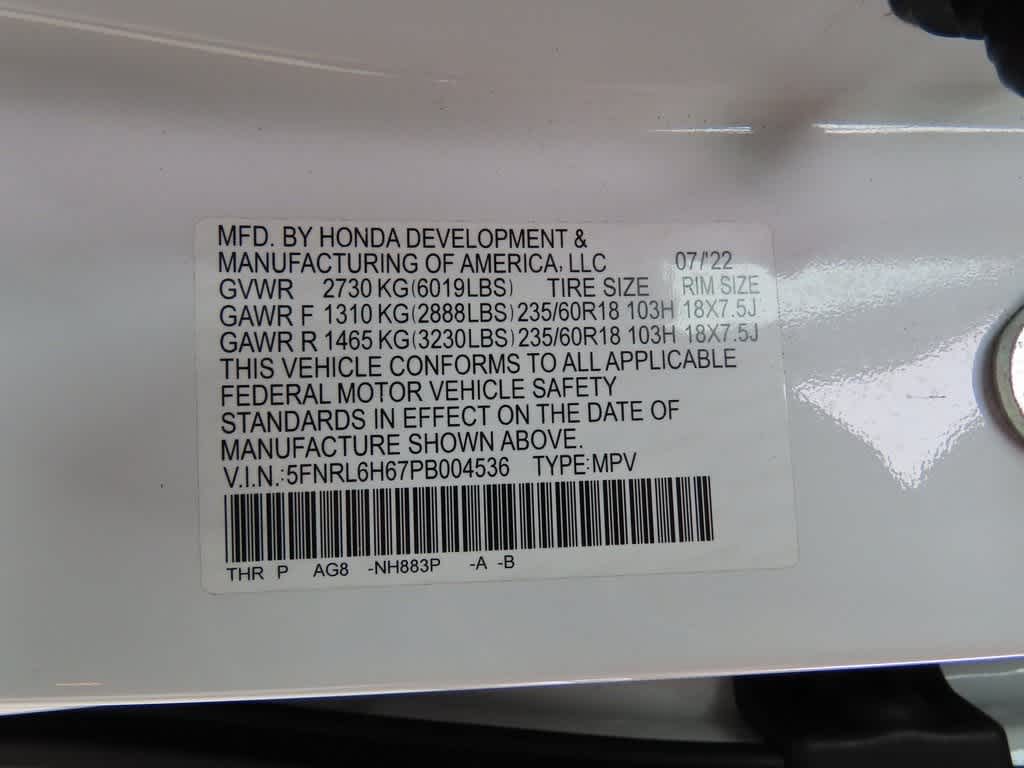 MFD. BY HONDA DEVELOPMENT &
MANUFACTURING OF AMERICA, LLC 07/'22
GVWR 2730 KG(6019LBS) TIRE SIZE RIM SIZE
GAWR F 1310 KG(2888LBS) 235/60R18 103H 18X7.5J
GAWR R 1465 KG(3230LBS) 235/60R18 103H 18X7.5J
THIS VEHICLE CONFORMS TO ALL APPLICABLE
FEDERAL MOTOR VEHICLE SAFETY
STANDARDS IN EFFECT ON THE DATE OF
MANUFACTURE SHOWN ABOVE.
V.I.N.:5FNRL6H67PB004536 TYPE:MPV
THR P AG8 -NH883P -A -B